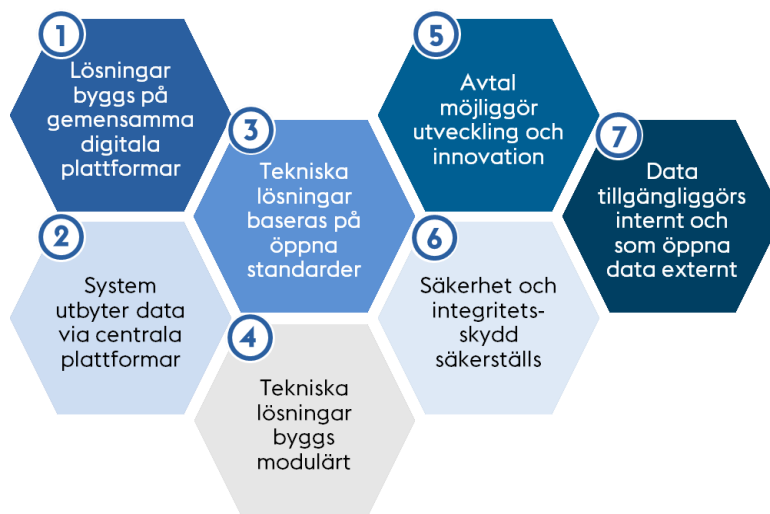 1
Lösningar
byggs på
gemensamma
digitala
plattformar
2
System
utbyter data
via centrala
plattformar
3
Tekniska
lösningar
baseras på
öppna
standarder
4
Tekniska
lösningar
byggs
modulärt
5
Avtal
möjliggör
utveckling och
innovation
6
Säkerhet och
integritets-
skydd
säkerställs
7
Data
tillgängliggörs
internt och
som öppna
data externt